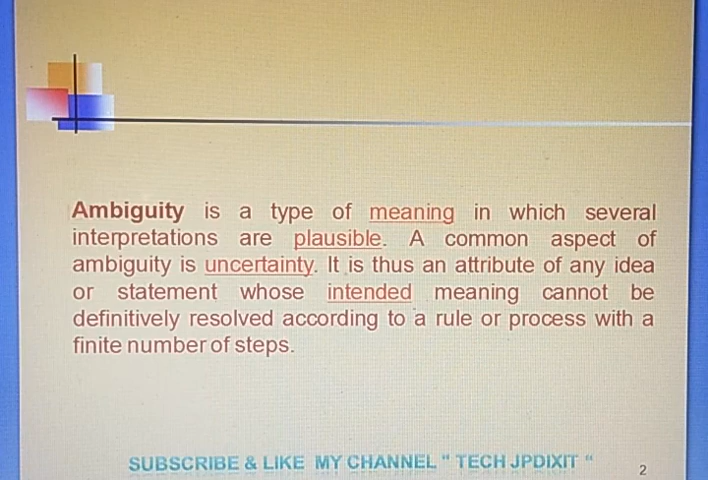 Ambiguity is a type of meaning in which several
interpretations are plausible. A common aspect of
ambiguity is uncertainty. It is thus an attribute of any idea
or statement whose intended meaning cannot be
definitively resolved according to a rule or process with a
finite number of steps.
SUBSCRIBE & LIKE MY CHANNEL " TECH JPDIXIT "
2